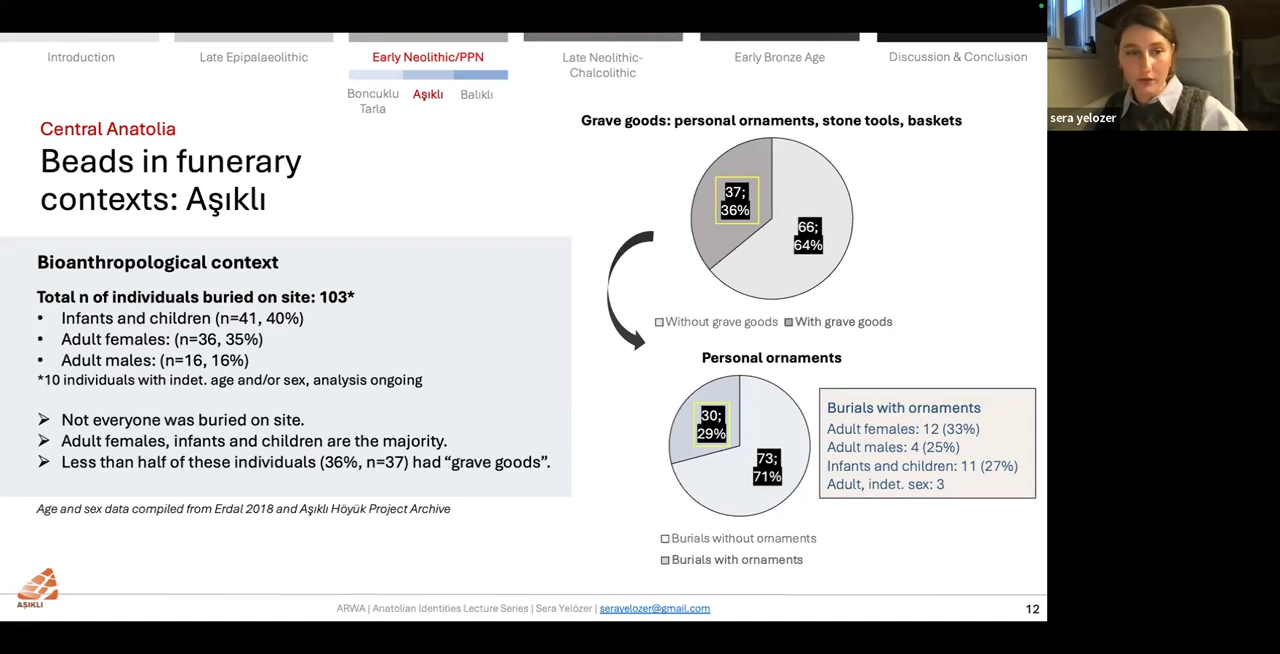 Introduction
Late Epipalaeolithic
Early Neolithic/PPN
Late Neolithic-
Chalcolithic
Early Bronze Age
Discussion & Conclusion
Boncuklu
Tarla
Aşıklı
Balıklı
sera yelozer
Central Anatolia
Beads in funerary
contexts: Aşıklı
Bioanthropological context
Total n of individuals buried on site: 103*
• Infants and children (n=41, 40%)
• Adult females: (n=36, 35%)
• Adult males: (n=16, 16%)
*10 individuals with indet. age and/or sex, analysis ongoing
➢ Not everyone was buried on site.
➢ Adult females, infants and children are the majority.
➢ Less than half of these individuals (36%, n=37) had “grave goods”.
Age and sex data compiled from Erdal 2018 and Aşıklı Höyük Project Archive
Grave goods: personal ornaments, stone tools, baskets
37;
36%
66;
64%
Without grave goods
With grave goods
Personal ornaments
30;
29%
73;
71%
Burials without ornaments
Burials with ornaments
Burials with ornaments
Adult females: 12 (33%)
Adult males: 4 (25%)
Infants and children: 11 (27%)
Adult, indet. sex: 3
AŞIKLI
ARWA | Anatolian Identities Lecture Series | Sera Yelözer | serayelozer@gmail.com
12